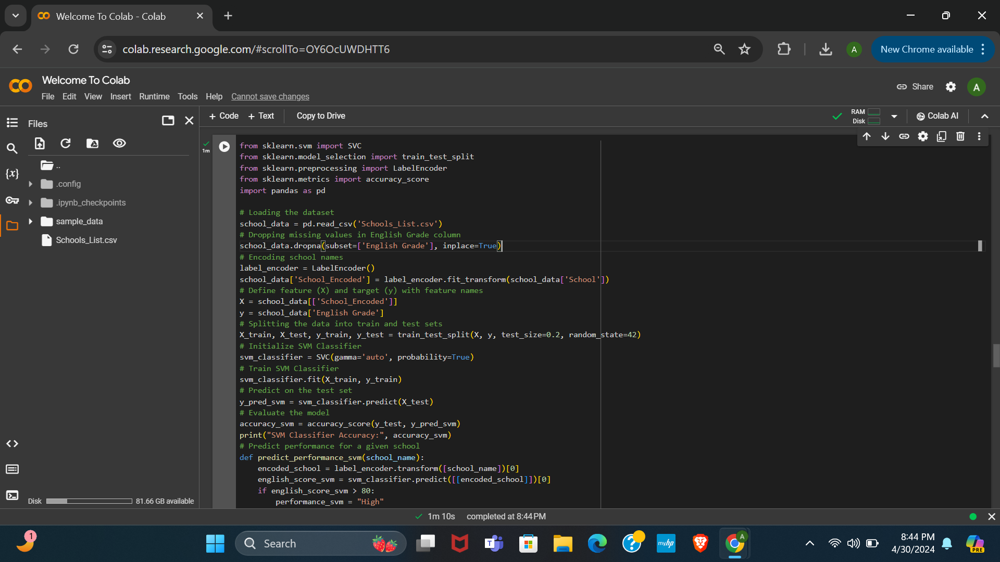 Welcome To Colab - Colab
colab.research.google.com/#scrollTo=OY6OcUWDHTT6
A
New Chrome available
Welcome To Colab
File Edit View Insert Runtime Tools Help Cannot save changes
Share
A
Files
+ Code + Text Copy to Drive
RAM
Disk
Colab AI
..
.config
.ipynb_checkpoints
sample_data
Schools_List.csv
{x}
1m
from sklearn.svm import SVC
from sklearn.model_selection import train_test_split
from sklearn.preprocessing import LabelEncoder
from sklearn.metrics import accuracy_score
import pandas as pd
# Loading the dataset
school_data = pd.read_csv('Schools_List.csv')
# Dropping missing values in English Grade column
school_data.dropna(subset=['English Grade'], inplace=True)
# Encoding school names
label_encoder = LabelEncoder()
school_data['School_Encoded'] = label_encoder.fit_transform(school_data['School'])
# Define feature (X) and target (y) with feature names
X = school_data[['School_Encoded']]
y = school_data['English Grade']
# Splitting the data into train and test sets
X_train, X_test, y_train, y_test = train_test_split(X, y, test_size=0.2, random_state=42)
# Initialize SVM Classifier
svm_classifier = SVC(gamma='auto', probability=True)
# Train SVM Classifier
svm_classifier.fit(X_train, y_train)
# Predict on the test set
y_pred_svm = svm_classifier.predict(X_test)
# Evaluate the model
accuracy_svm = accuracy_score(y_test, y_pred_svm)
print("SVM Classifier Accuracy:", accuracy_svm)
# Predict performance for a given school
def predict_performance_svm(school_name):
    encoded_school = label_encoder.transform([school_name])[0]
    english_score_svm = svm_classifier.predict([[encoded_school]])[0]
    if english_score_svm > 80:
        performance_svm = "High"
Disk 81.66 GB available
1m 10s completed at 8:44 PM
1
Search
T
?
myhp
A
8:44 PM
4/30/2024
PRE